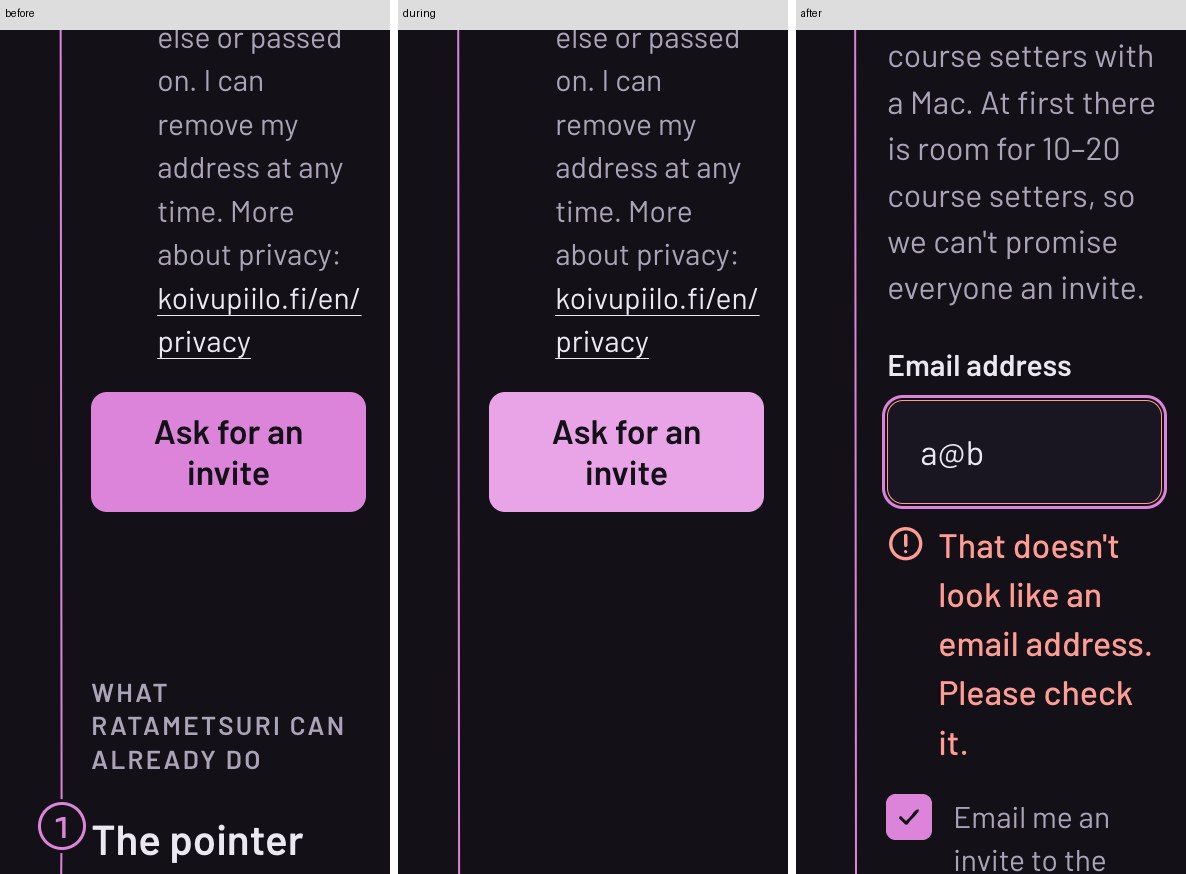 before
else or passed
on. I can
remove my
address at any
time. More
about privacy:
koivupiilo.fi/en/
privacy
Ask for an
invite
WHAT
RATAMETSURI CAN
ALREADY DO
1 The pointer
during
else or passed
on. I can
remove my
address at any
time. More
about privacy:
koivupiilo.fi/en/
privacy
Ask for an
invite
after
course setters with
a Mac. At first there
is room for 10–20
course setters, so
we can't promise
everyone an invite.
Email address
a@b
That doesn't
look like an
email address.
Please check
it.
Email me an
invite to the